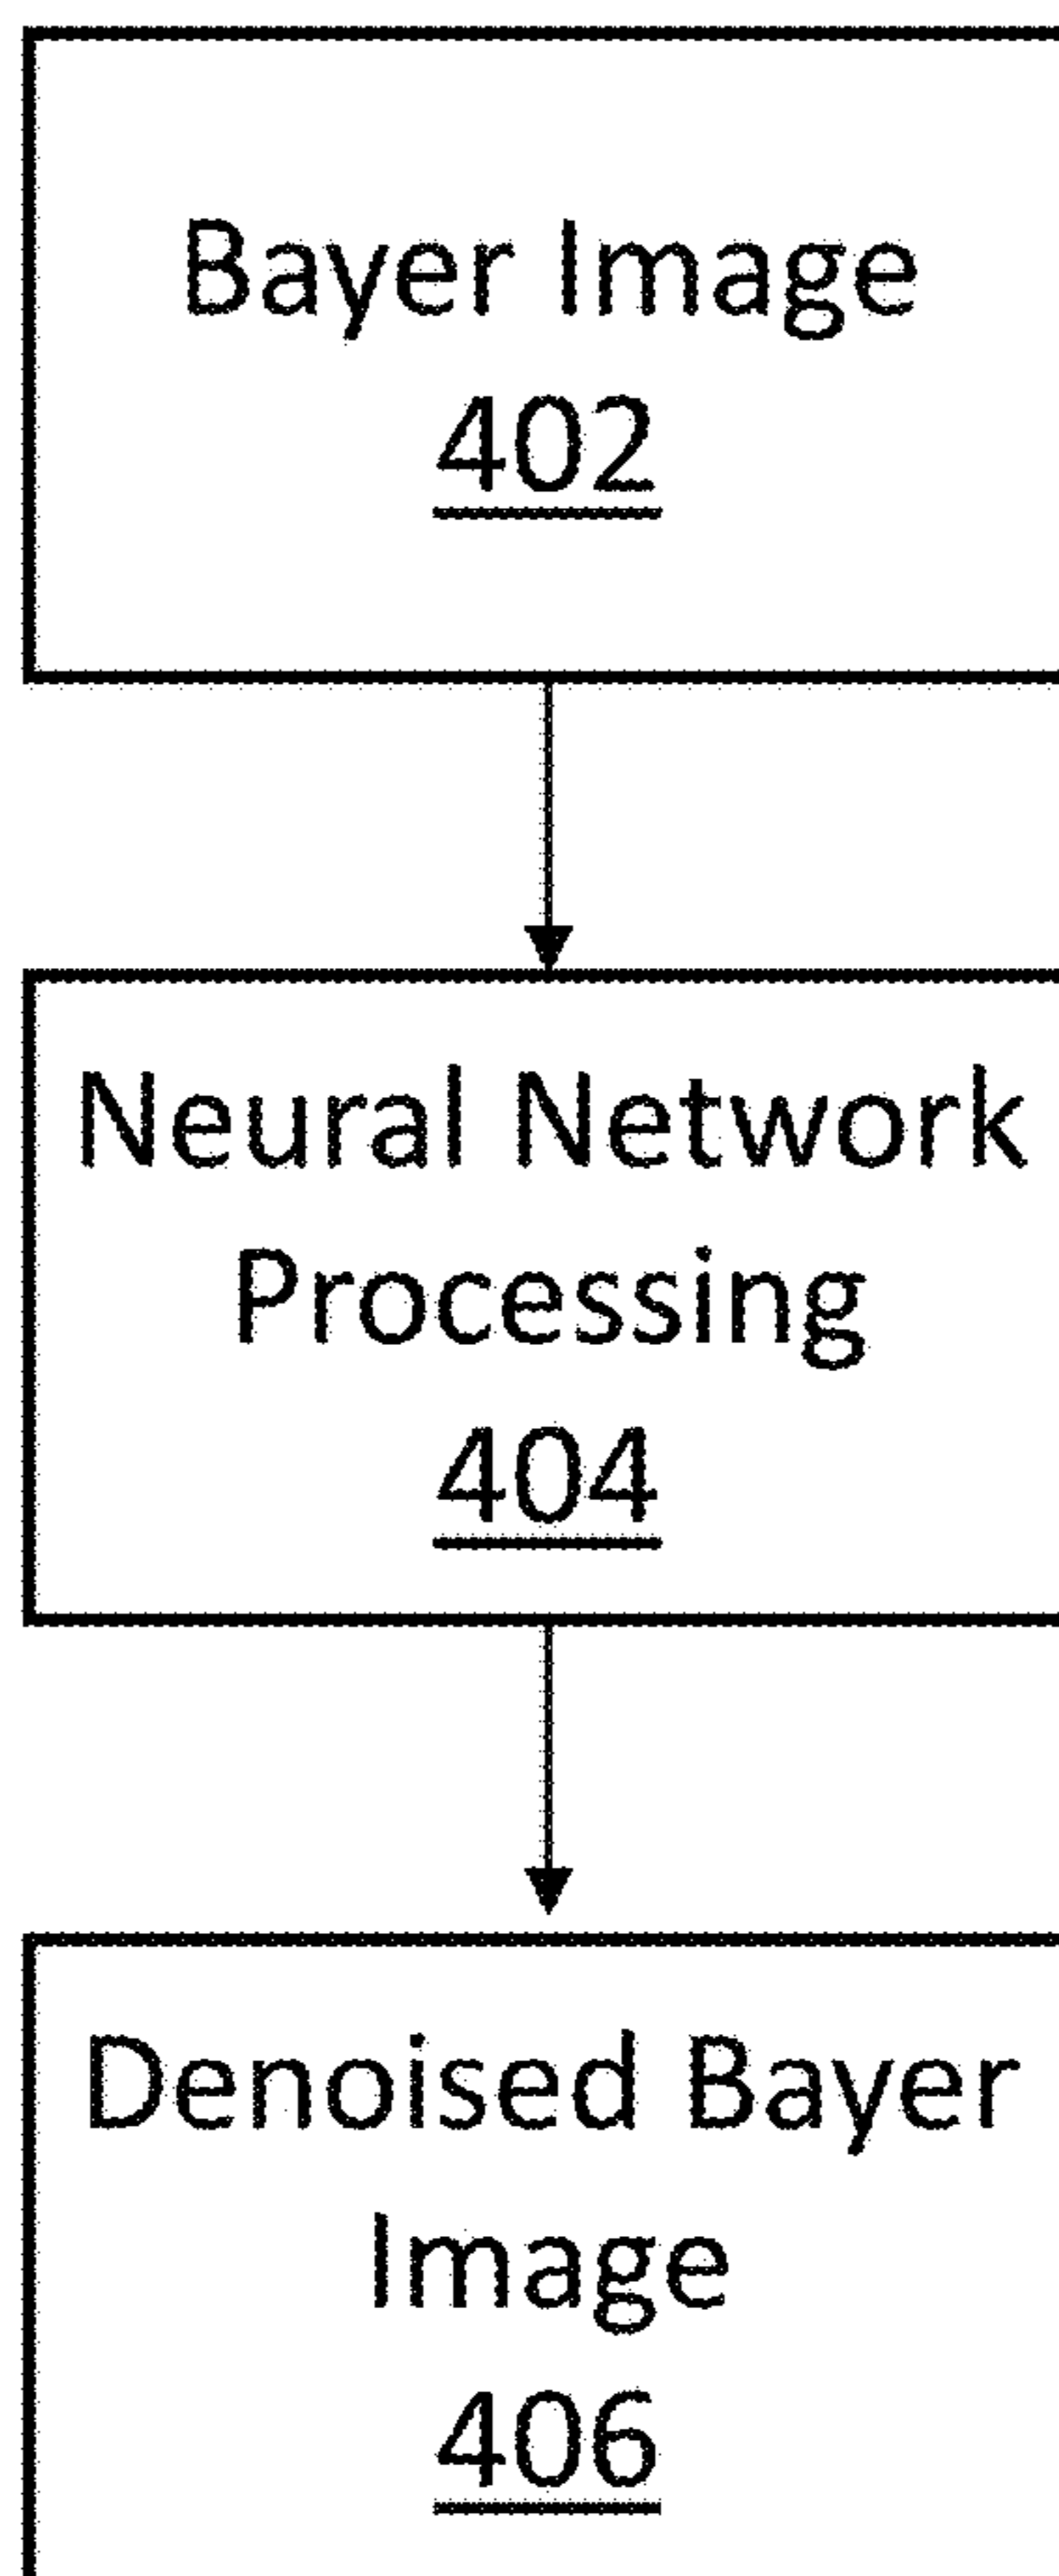 Bayer Image
402
Neural Network
Processing
404
Denoised Bayer
Image
406